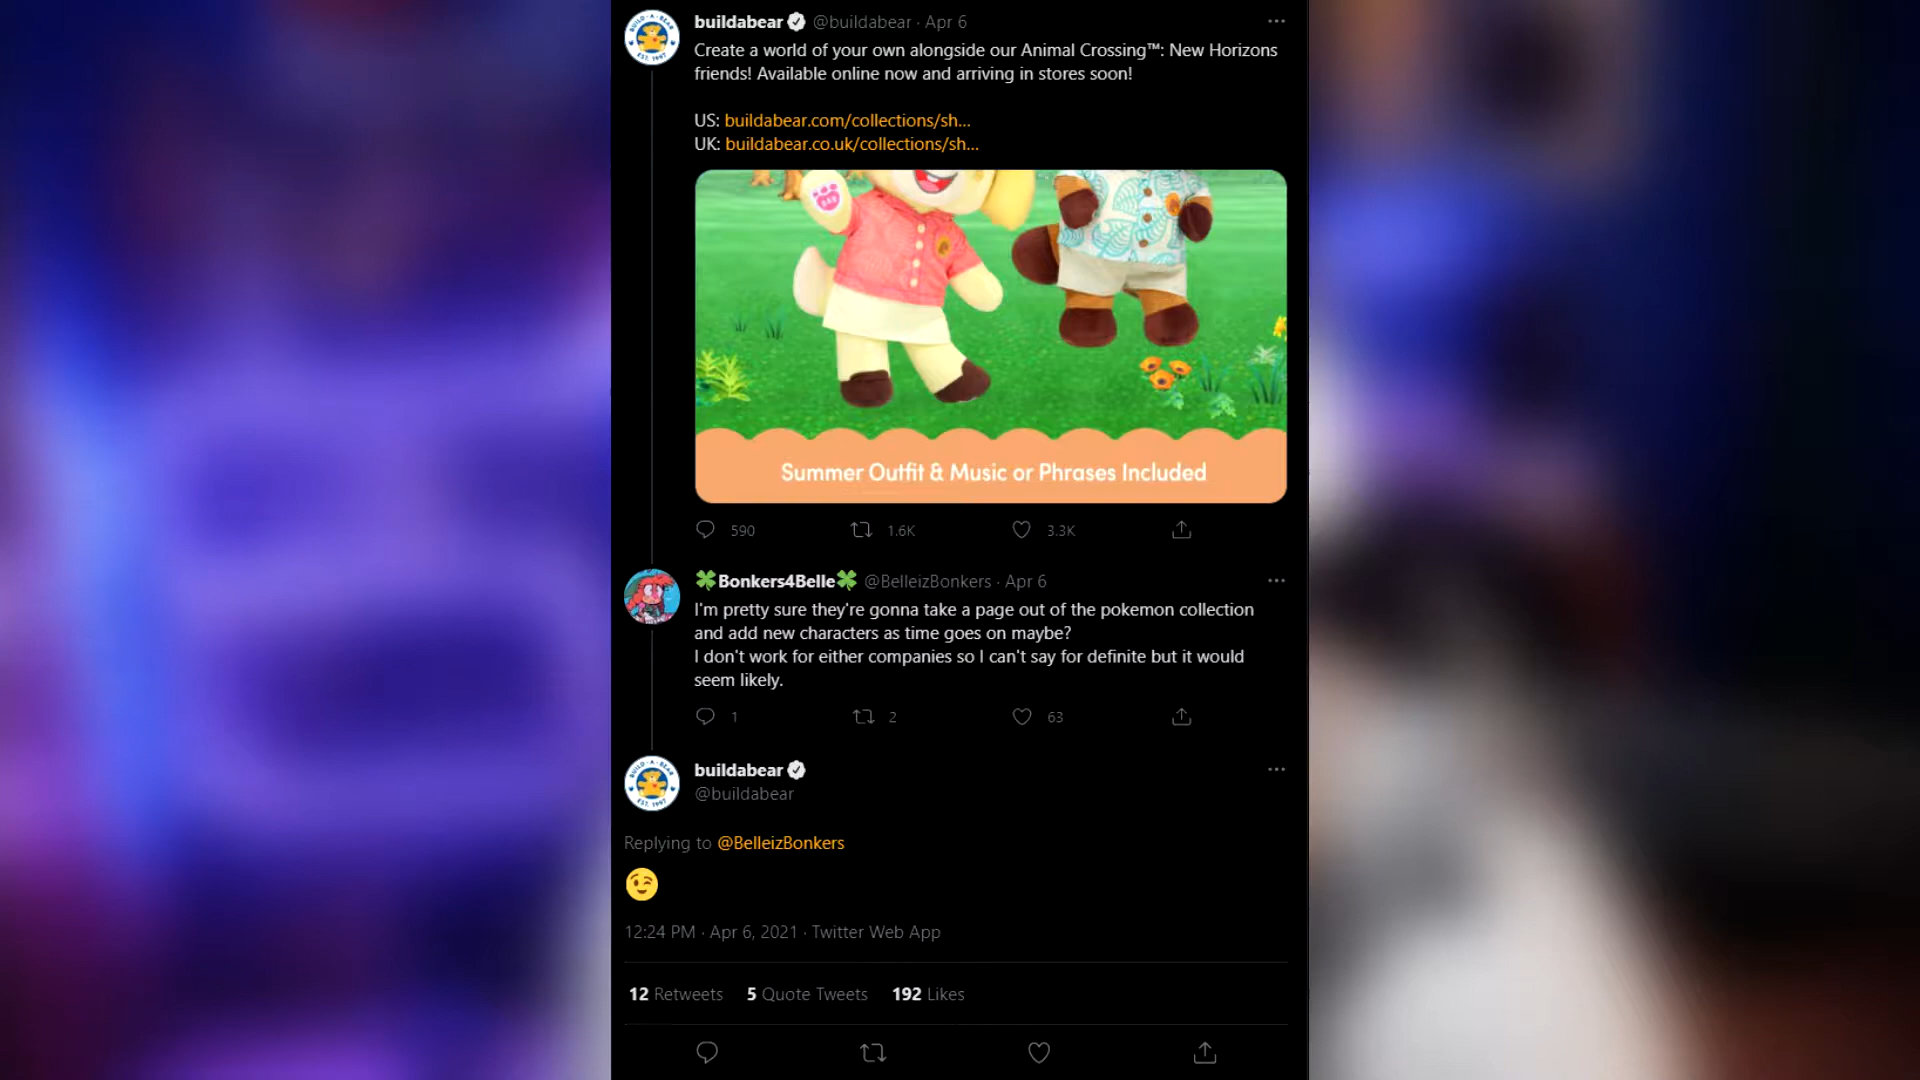 buildabear @buildabear · Apr 6
Create a world of your own alongside our Animal Crossing™: New Horizons
friends! Available online now and arriving in stores soon!
US: buildabear.com/collections/sh...
UK: buildabear.co.uk/collections/sh...
Summer Outfit & Music or Phrases Included
590 1.6K 3.3K
🍀Bonkers4Belle🍀 @BelleizBonkers · Apr 6
I'm pretty sure they're gonna take a page out of the pokemon collection
and add new characters as time goes on maybe?
I don't work for either companies so I can't say for definite but it would
seem likely.
1 2 63
BUILD-A-BEAR
EST. 1997
buildabear
@buildabear
Replying to @BelleizBonkers
😉
12:24 PM · Apr 6, 2021 · Twitter Web App
12 Retweets 5 Quote Tweets 192 Likes